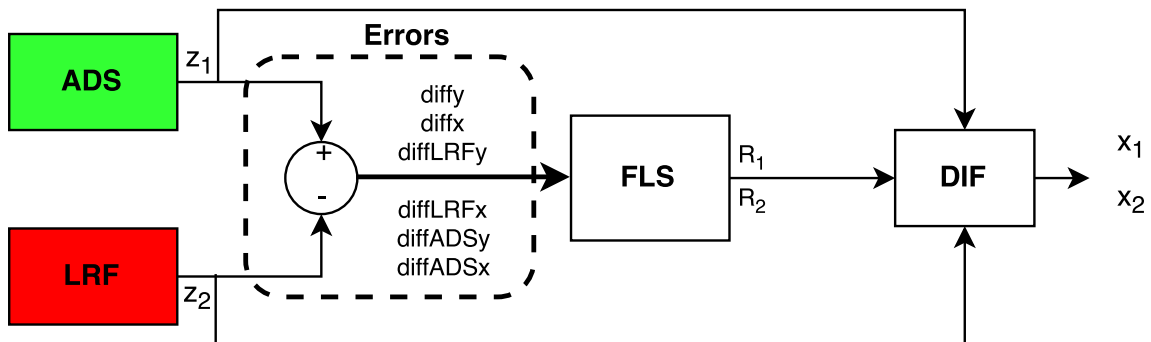 Errors
ADS
z1
diffy
diffx
diffLRFy
+
-
FLS
R1
R2
DIF
x1
x2
diffLRFx
diffADSy
diffADSx
LRF
z2